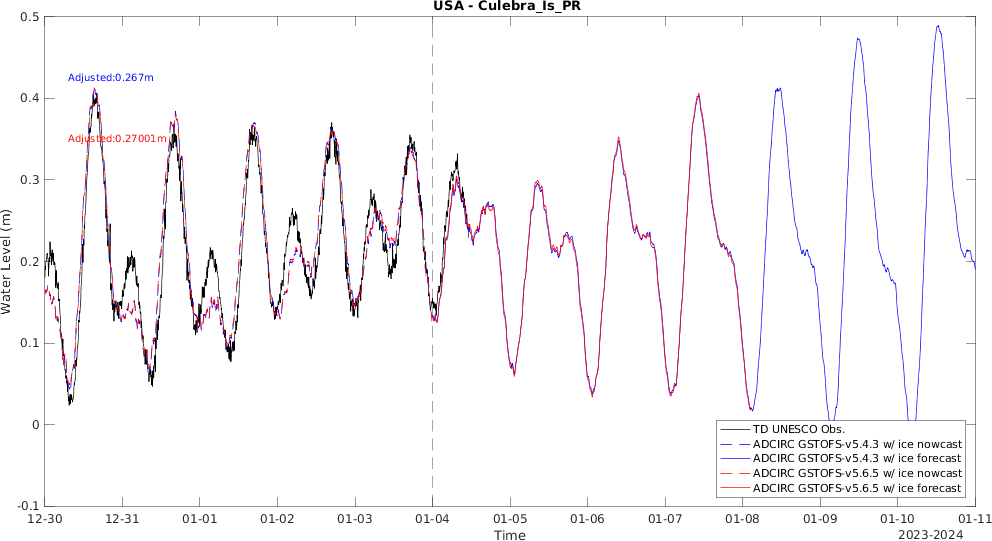 USA - Culebra_Is_PR
0.5
Adjusted:0.267m
0.4
Adjusted:0.27001m
0.3
Water Level (m)
0.2
0.1
0
TD UNESCO Obs.
ADCIRC GSTOFS-v5.4.3 w/ ice nowcast
ADCIRC GSTOFS-v5.4.3 w/ ice forecast
ADCIRC GSTOFS-v5.6.5 w/ ice nowcast
ADCIRC GSTOFS-v5.6.5 w/ ice forecast
-0.1
12-30 12-31 01-01 01-02 01-03 01-04 01-05 01-06 01-07 01-08 01-09 01-10 01-11
Time
2023-2024